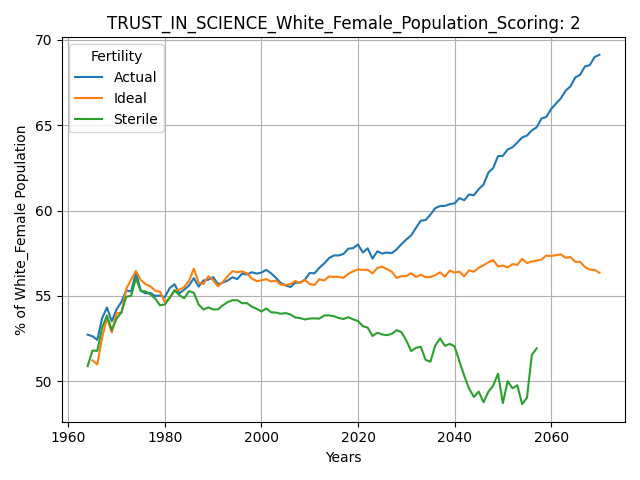 TRUST_IN_SCIENCE_White_Female_Population_Scoring: 2
% of White_Female Population
70
65
60
55
50
Fertility
Actual
Ideal
Sterile
1960 1980 2000 2020 2040 2060
Years